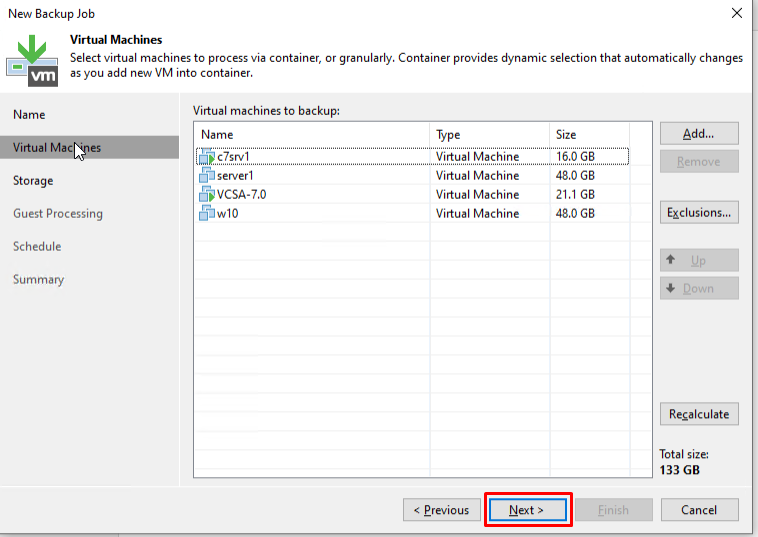 New Backup Job
Virtual Machines
Select virtual machines to process via container, or granularly. Container provides dynamic selection that automatically changes
as you add new VM into container.
vm
Name
Virtual Machines
Storage
Guest Processing
Schedule
Summary
Virtual machines to backup:
Name Type Size
c7srv1 Virtual Machine 16.0 GB
server1 Virtual Machine 48.0 GB
VCSA-7.0 Virtual Machine 21.1 GB
w10 Virtual Machine 48.0 GB
Add...
Remove
Exclusions...
Up
Down
Recalculate
Total size:
133 GB
< Previous
Next >
Finish
Cancel